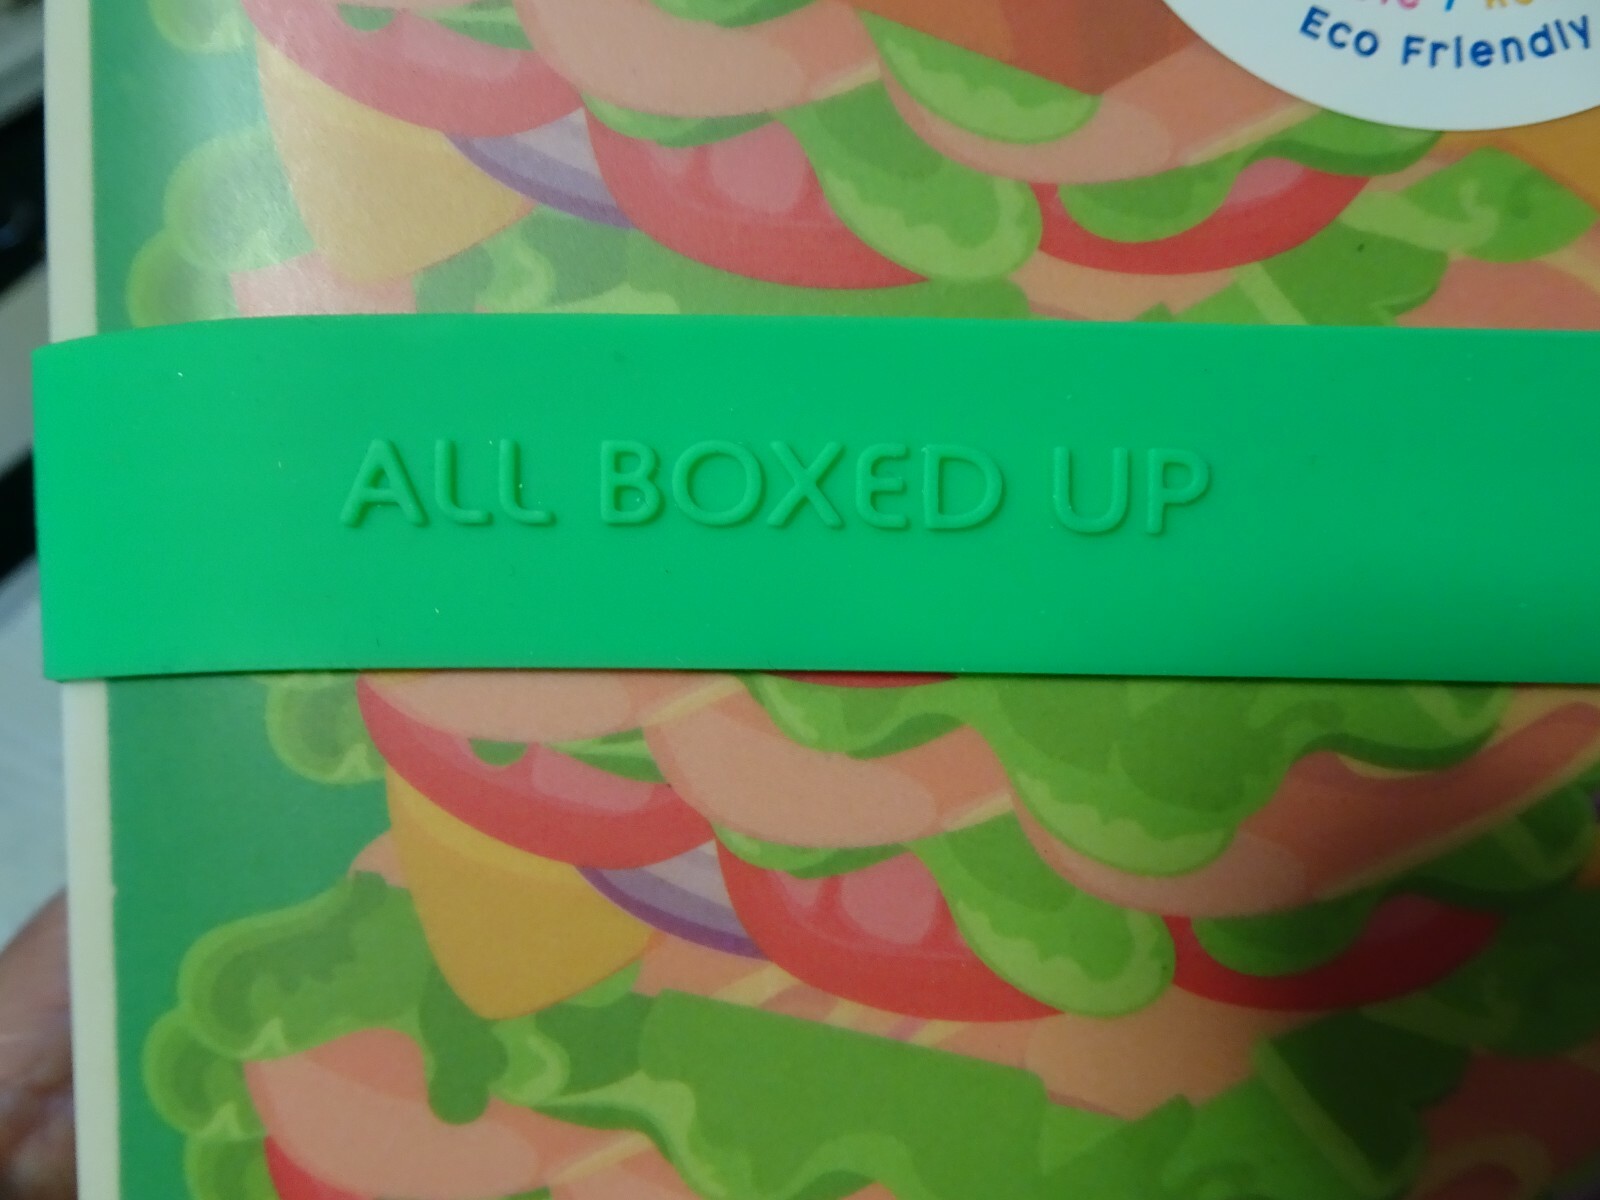 Eco Friendly
ALL BOXED UP